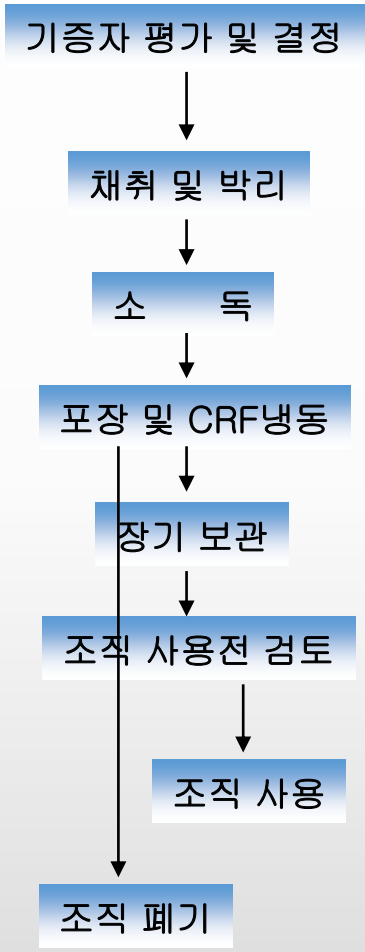 기증자 평가 및 결정
채취 및 박리
소 독
포장 및 CRF냉동
장기 보관
조직 사용전 검토
조직 사용
조직 폐기